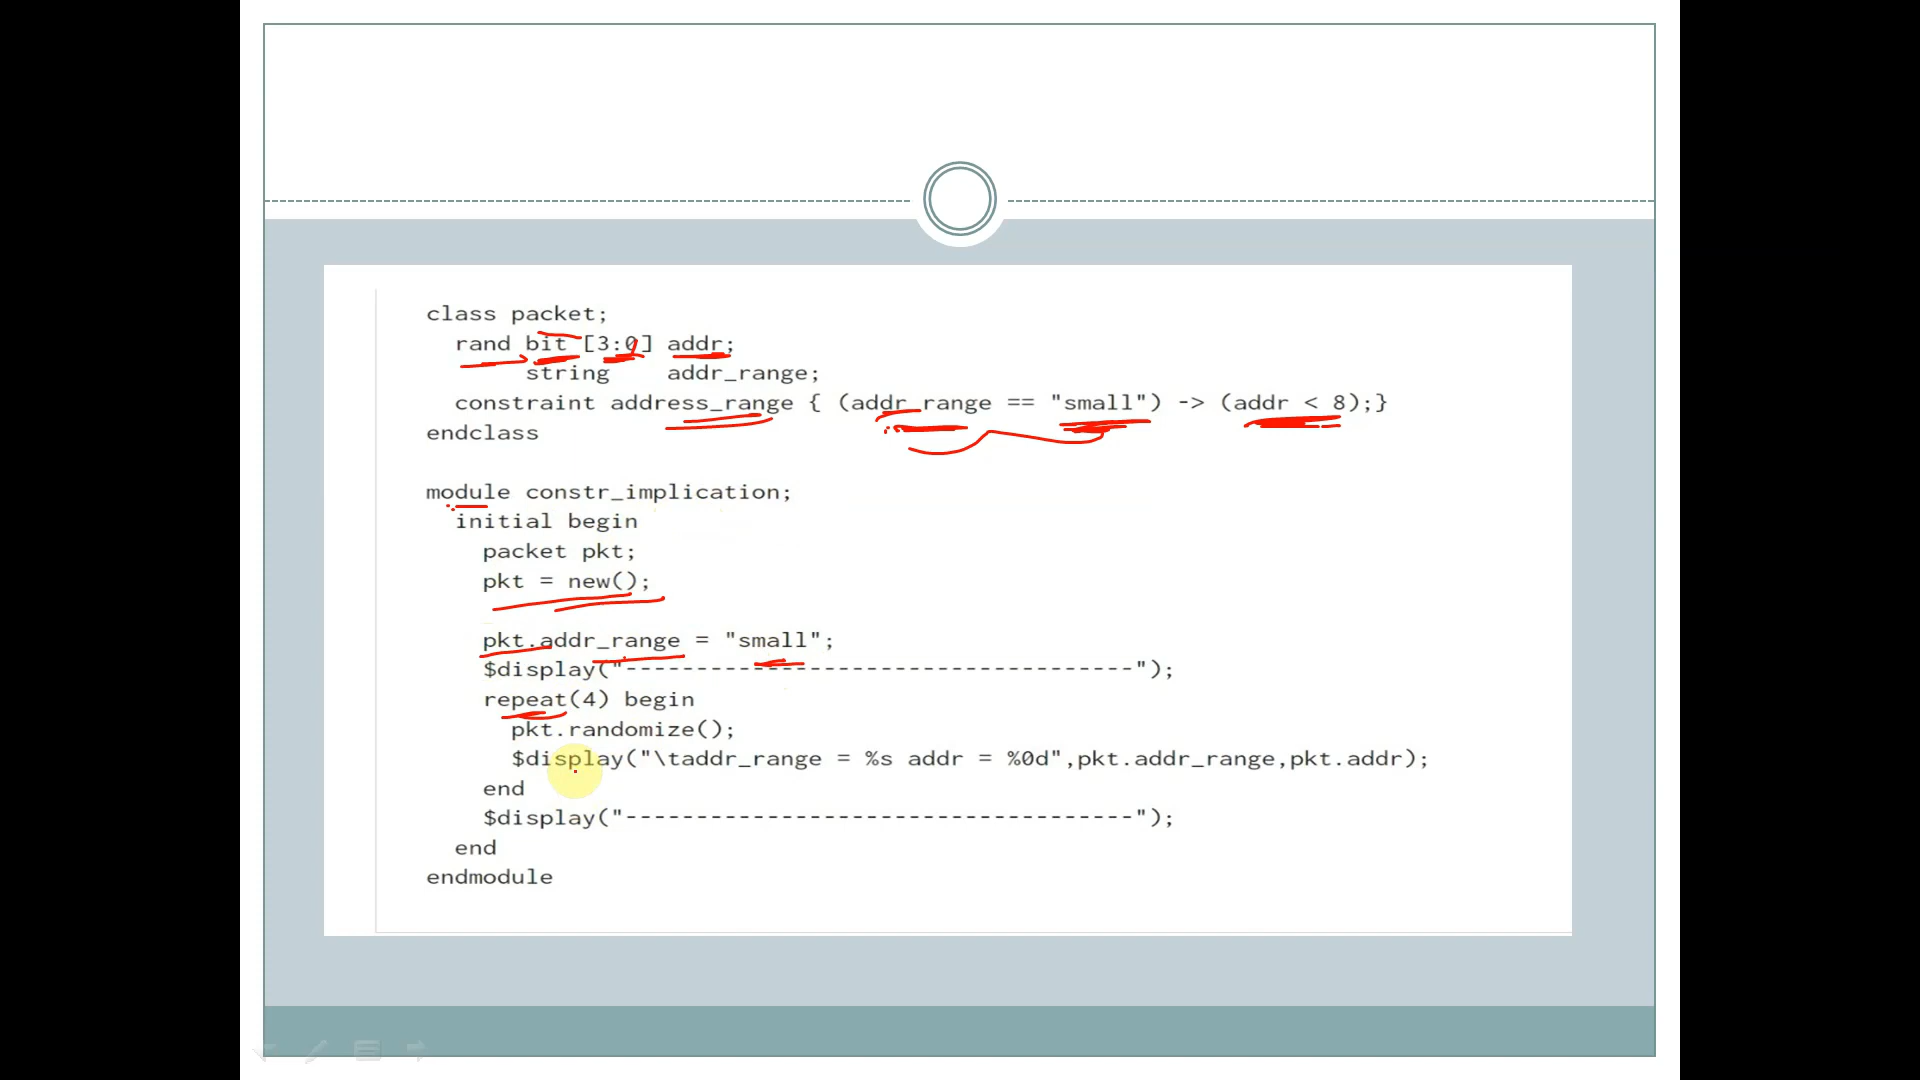 class packet;
rand bit [3:0] addr;
string addr_range;
constraint address_range { (addr_range == "small") -> (addr < 8);}
endclass
module constr_implication;
initial begin
packet pkt;
pkt = new();
pkt.addr_range = "small";
$display("------------------------------------");
repeat(4) begin
pkt.randomize();
$display("\taddr_range = %s addr = %0d",pkt.addr_range,pkt.addr);
end
$display("------------------------------------");
end
endmodule